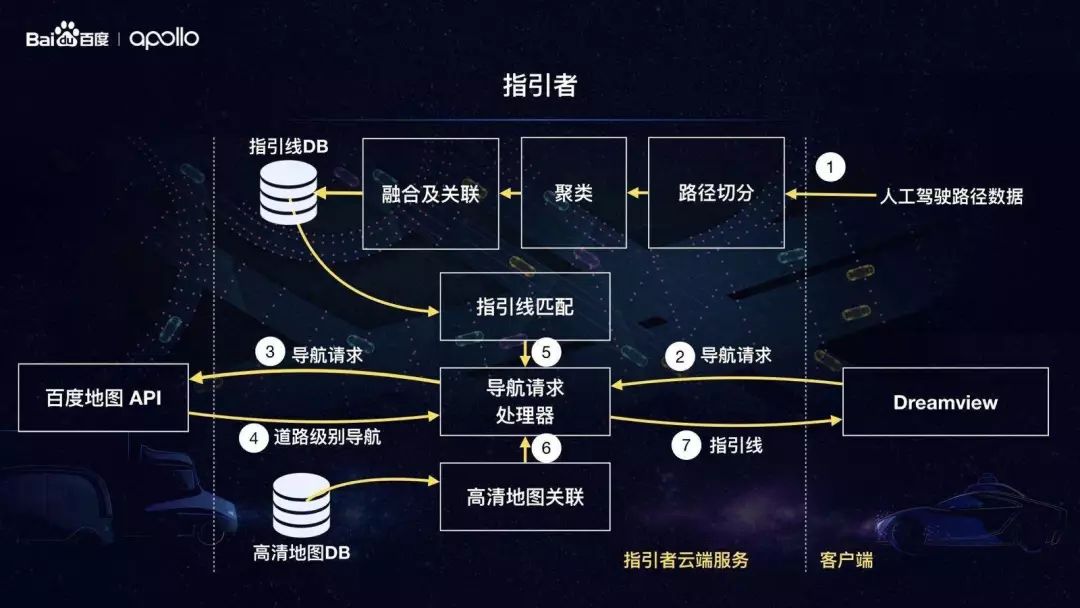 Bai du 百度 | apollo
指引者
指引线DB
融合及关联
聚类
路径切分
1
人工驾驶路径数据
指引线匹配
3 导航请求
5
2 导航请求
百度地图 API
导航请求
处理器
Dreamview
4 道路级别导航
6
7 指引线
高清地图关联
高清地图DB
指引者云端服务
客户端